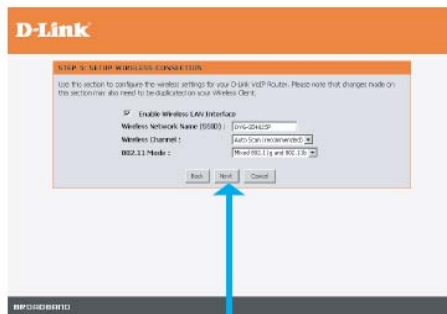 D-Link
STEP 5: SETUP WIRELESS CONNECTION
Use this section to configure the wireless settings for your D-Link VoIP Router. Please note that changes made on
this section may also need to be duplicated on your Wireless Client.
Enable Wireless LAN Interface
Wireless Network Name (SSID) :
Wireless Channel : Auto Scan (recommended)
802.11 Mode : Mixed 802.11g and 802.11b
Back Next Cancel
BROADBAND